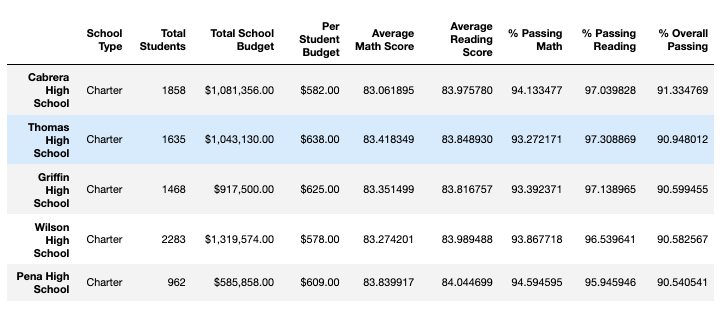 School Type	Total Students	Total School Budget	Per Student Budget	Average Math Score	Average Reading Score	% Passing Math	% Passing Reading	% Overall Passing
Cabrera High School	Charter	1858	$1,081,356.00	$582.00	83.061895	83.975780	94.133477	97.039828	91.334769
Thomas High School	Charter	1635	$1,043,130.00	$638.00	83.418349	83.848930	93.272171	97.308869	90.948012
Griffin High School	Charter	1468	$917,500.00	$625.00	83.351499	83.816757	93.392371	97.138965	90.599455
Wilson High School	Charter	2283	$1,319,574.00	$578.00	83.274201	83.989488	93.867718	96.539641	90.582567
Pena High School	Charter	962	$585,858.00	$609.00	83.839917	84.044699	94.594595	95.945946	90.540541